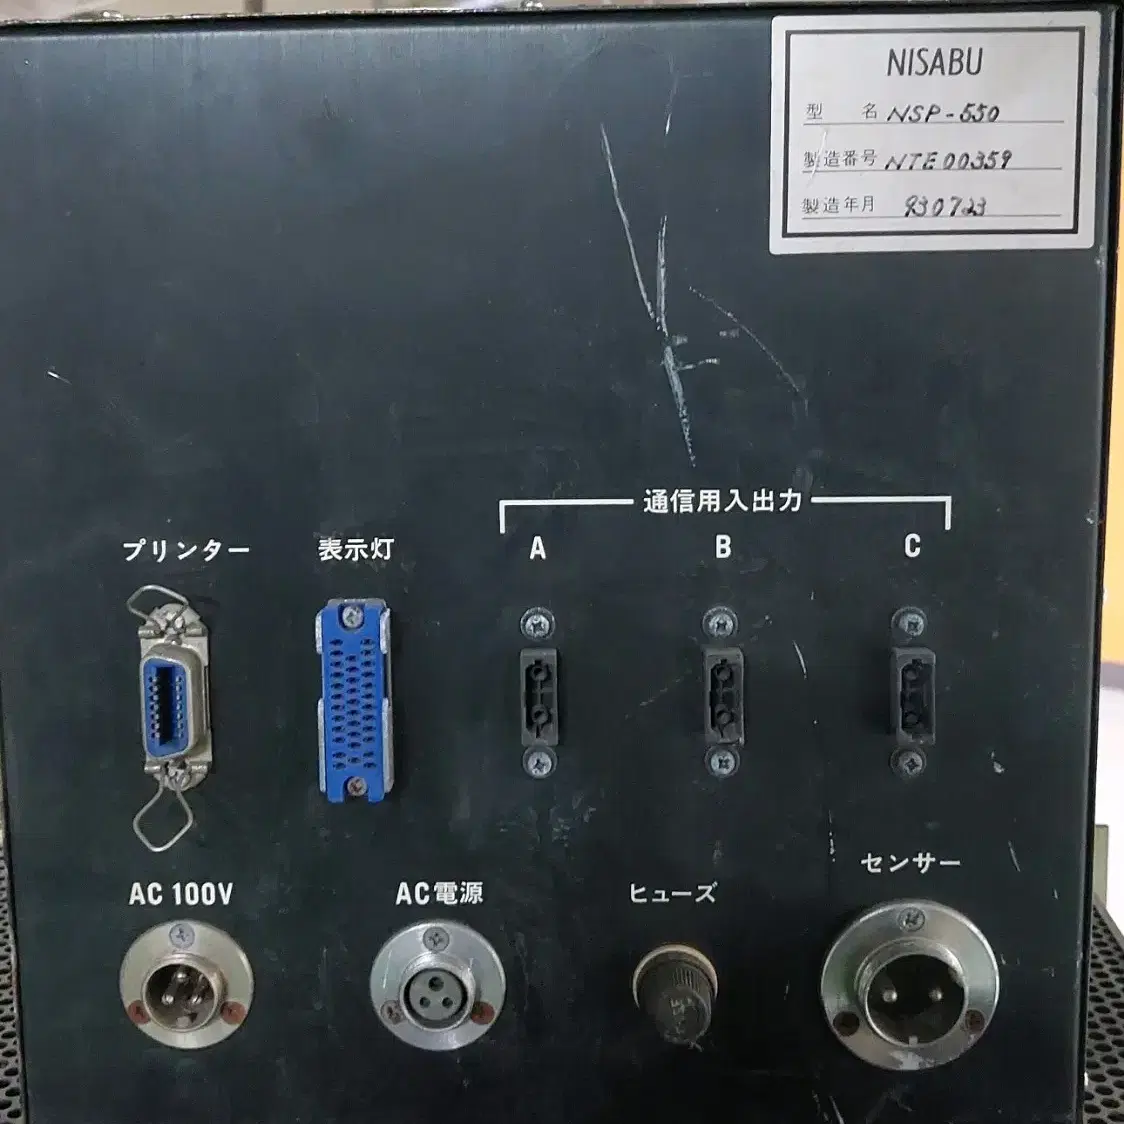 NISABU
型 名 NSP-550
製造番号 NTE00359
製造年月 930723
通信用入出力
プリンター 表示灯 A B C
センサー
AC 100V AC電源 ヒューズ